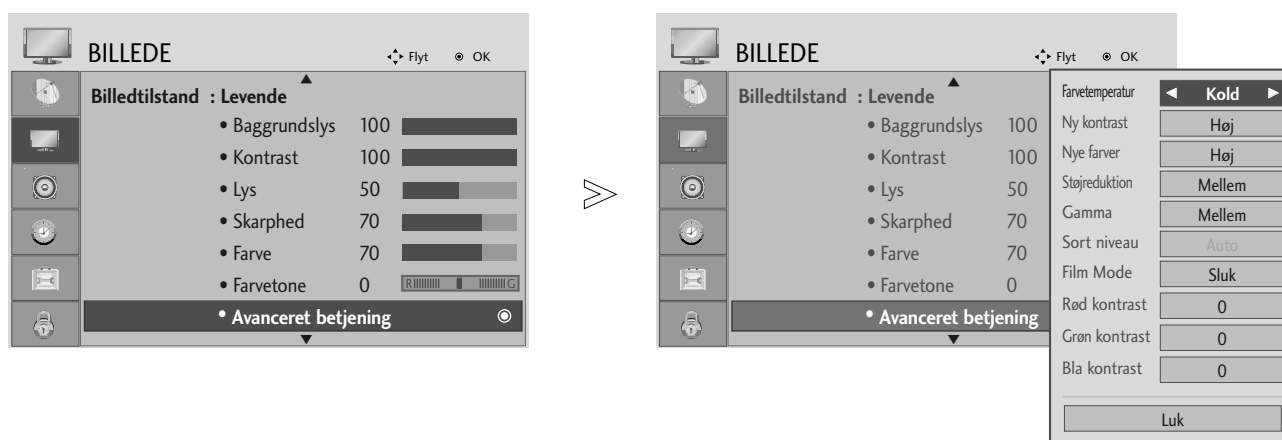 BILLEDE
Flyt OK
Billedtilstand : Levende
• Baggrundslys 100
• Kontrast 100
• Lys 50
• Skarphed 70
• Farve 70
• Farvetone 0 R G
• Avanceret betjening
BILLEDE
Flyt OK
Billedtilstand : Levende
• Baggrundslys 100
• Kontrast 100
• Lys 50
• Skarphed 70
• Farve 70
• Farvetone 0
• Avanceret betjening
Farvetemperatur Kold
Ny kontrast Høj
Nye farver Høj
Støjreduktion Mellem
Gamma Mellem
Sort niveau Auto
Film Mode Sluk
Rød kontrast 0
Grøn kontrast 0
Bla kontrast 0
Luk